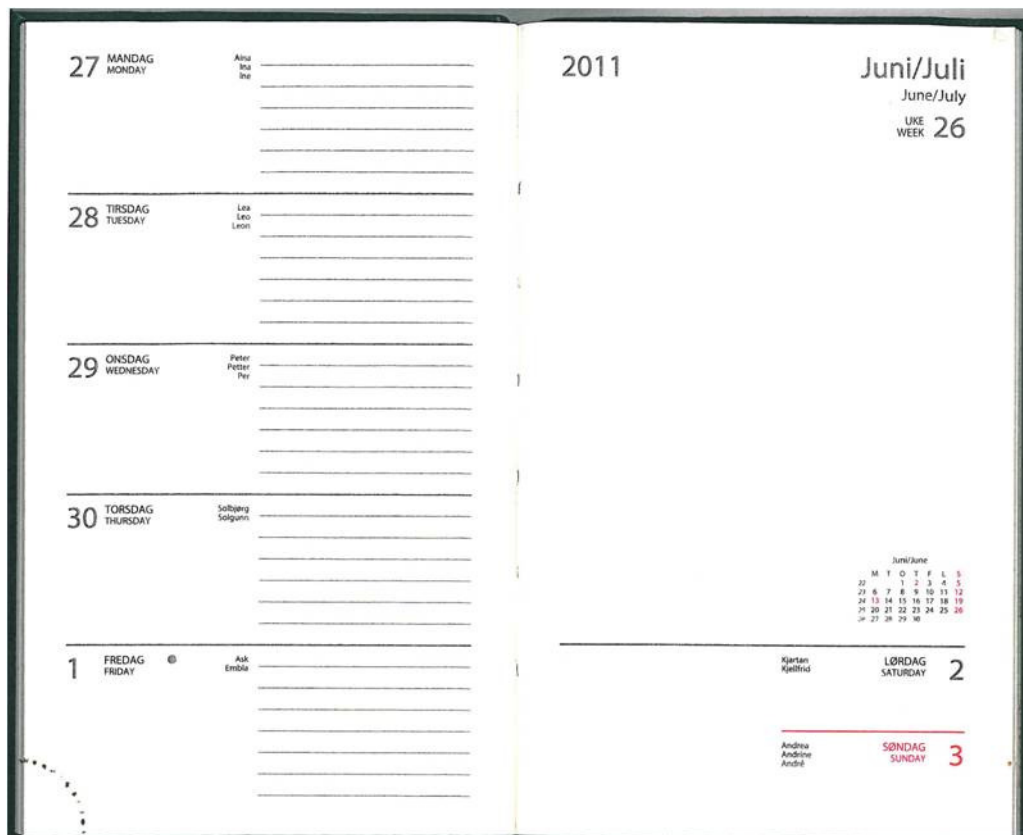 27 MANDAG
MONDAY
Aina
Ina
Ine
28 TIRSDAG
TUESDAY
Lea
Leo
Leon
29 ONSDAG
WEDNESDAY
Peter
Petter
Per
30 TORSDAG
THURSDAY
Solbjørg
Solgunn
1 FREDAG
FRIDAY
Ask
Embla
2011
Juni/Juli
June/July
UKE
WEEK 26
Juni/June
M T O T F L S
22 1 2 3 4 5
23 6 7 8 9 10 11 12
24 13 14 15 16 17 18 19
25 20 21 22 23 24 25 26
26 27 28 29 30
Kjartan
Kjellfrid
LØRDAG
SATURDAY 2
Andrea
Andrine
André
SØNDAG
SUNDAY 3